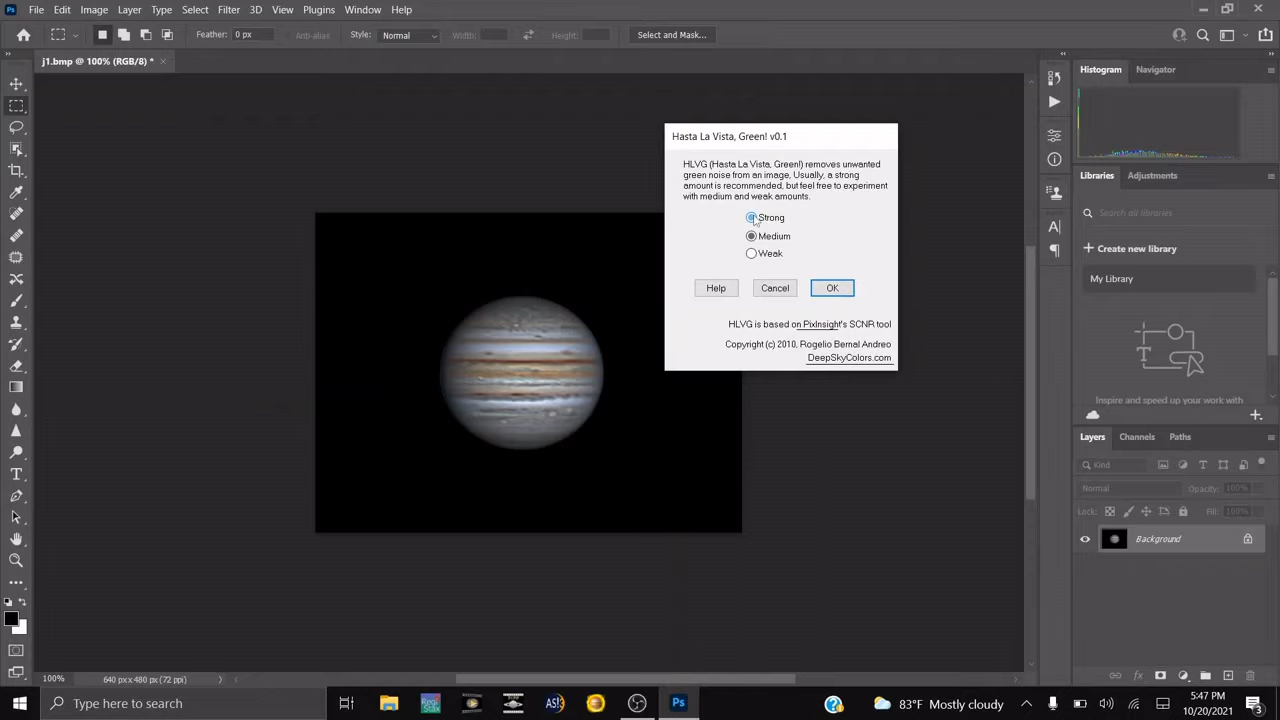 Ps File Edit Image Layer Type Select Filter 3D View Plugins Window Help
Feather: 0 px Anti-alias Style: Normal Width: Height: Select and Mask...
j1.bmp @ 100% (RGB/8) *
Histogram Navigator
Hasta La Vista, Green! v0.1
HLVG (Hasta La Vista, Green!) removes unwanted
green noise from an image, Usually, a strong
amount is recommended, but feel free to experiment
with medium and weak amounts.
Strong
Medium
Weak
Help Cancel OK
HLVG is based on PixInsight's SCNR tool
Copyright (c) 2010, Rogelio Bernal Andreo
DeepSkyColors.com
Libraries Adjustments
Search all libraries
Create new library
My Library
Inspire and speed up your work with
Layers Channels Paths
Kind
Normal Opacity: 100%
Lock: Fill: 100%
Background
100% 640 px x 480 px (72 ppi)
Type here to search
Ps
83°F Mostly cloudy
5:47 PM
10/20/2021
3